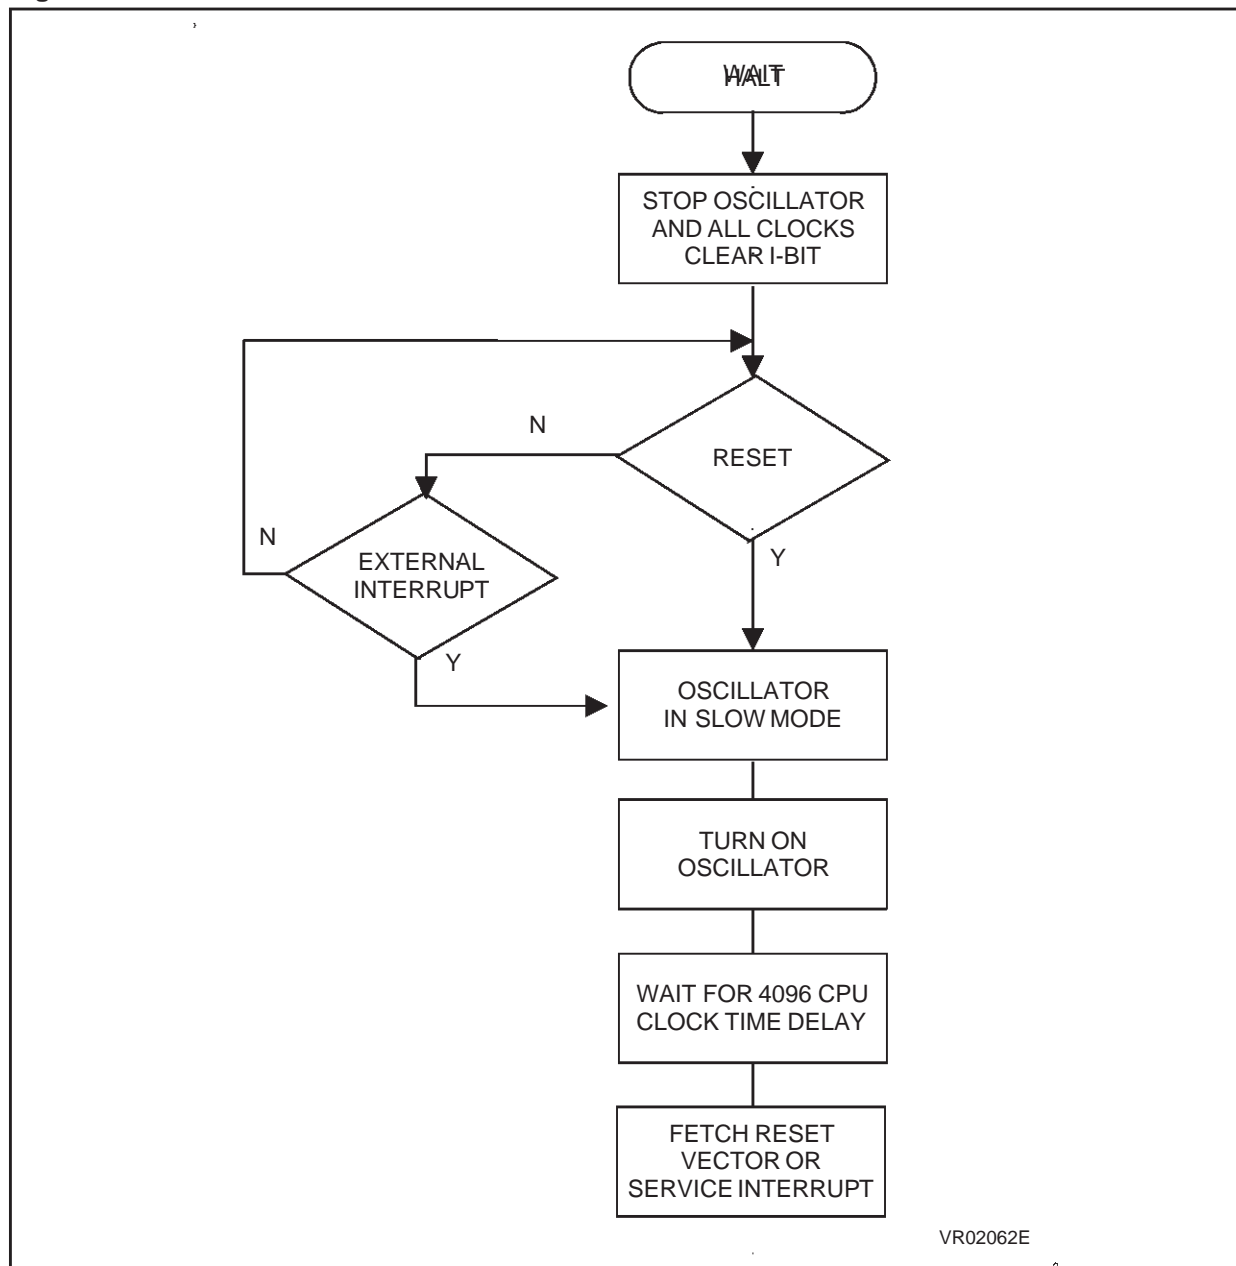 HALT
STOP OSCILLATOR
AND ALL CLOCKS
CLEAR I-BIT
N
RESET
N
Y
EXTERNAL
INTERRUPT
Y
OSCILLATOR
IN SLOW MODE
TURN ON
OSCILLATOR
WAIT FOR 4096 CPU
CLOCK TIME DELAY
FETCH RESET
VECTOR OR
SERVICE INTERRUPT
VR02062E